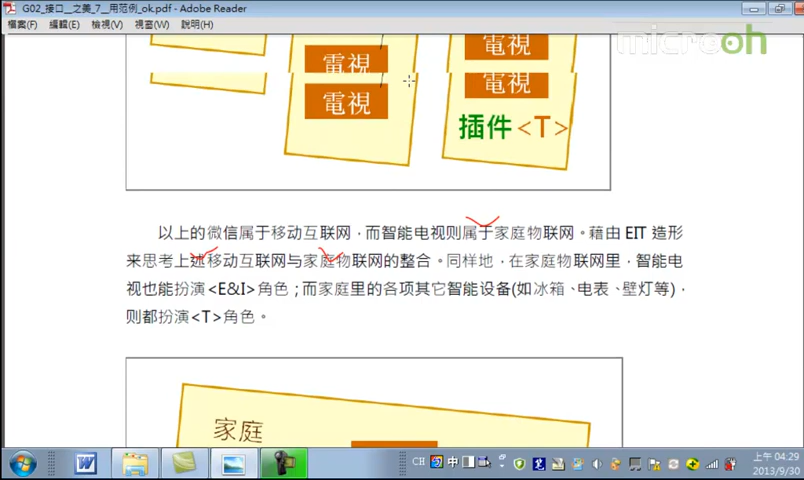 G02_接口__之美_7__用范例_ok.pdf - Adobe Reader
檔案(F) 編輯(E) 檢視(V) 視窗(W) 說明(H)
microoh
電視 電視
電視 電視
插件<T>
以上的微信属于移动互联网，而智能电视则属于家庭物联网。藉由 EIT 造形
来思考上述移动互联网与家庭物联网的整合。同样地，在家庭物联网里，智能电
视也能扮演<E&I>角色；而家庭里的各项其它智能设备(如冰箱、电表、壁灯等)，
则都扮演<T>角色。
家庭
CH 中 上午 04:29
2013/9/30